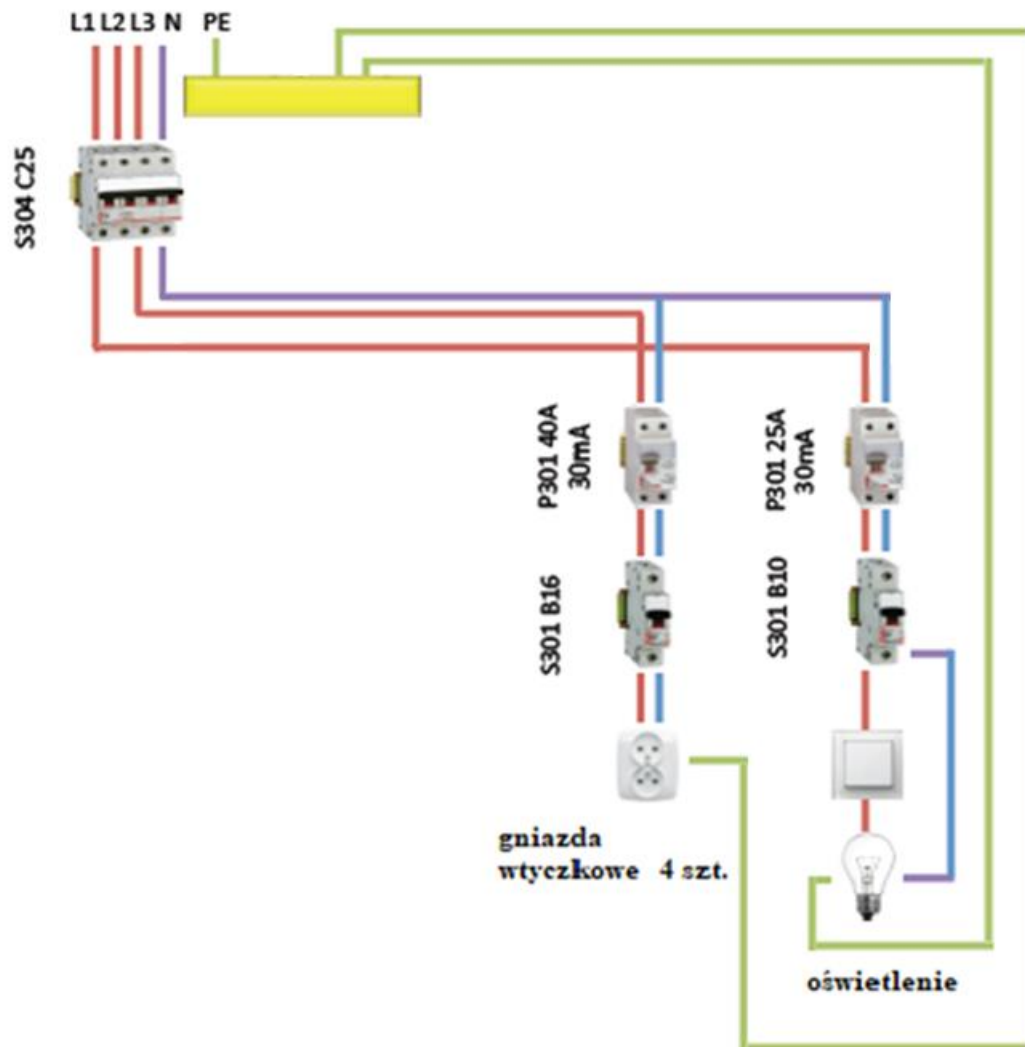 L1 L2 L3 N PE
S304 C25
P301 40A
30mA
P301 25A
30mA
S301 B16
S301 B10
gniazda
wtyczkowe 4 szt.
oświetlenie